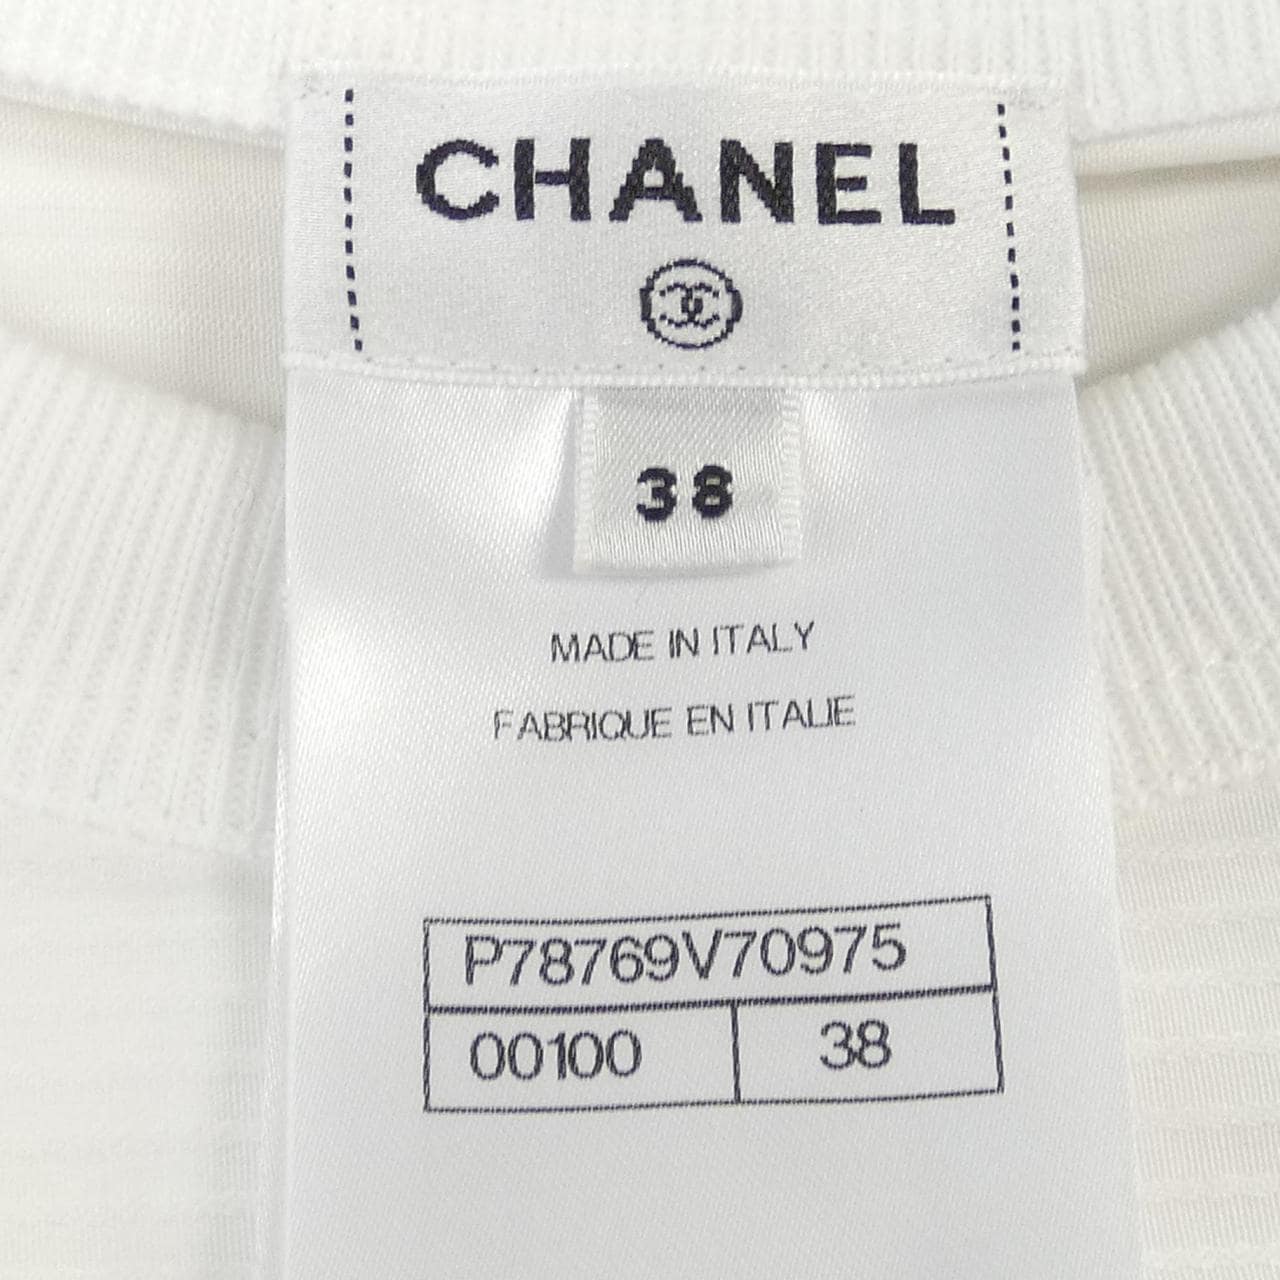 CHANEL
38
MADE IN ITALY
FABRIQUE EN ITALIE
P78769V70975
00100 38